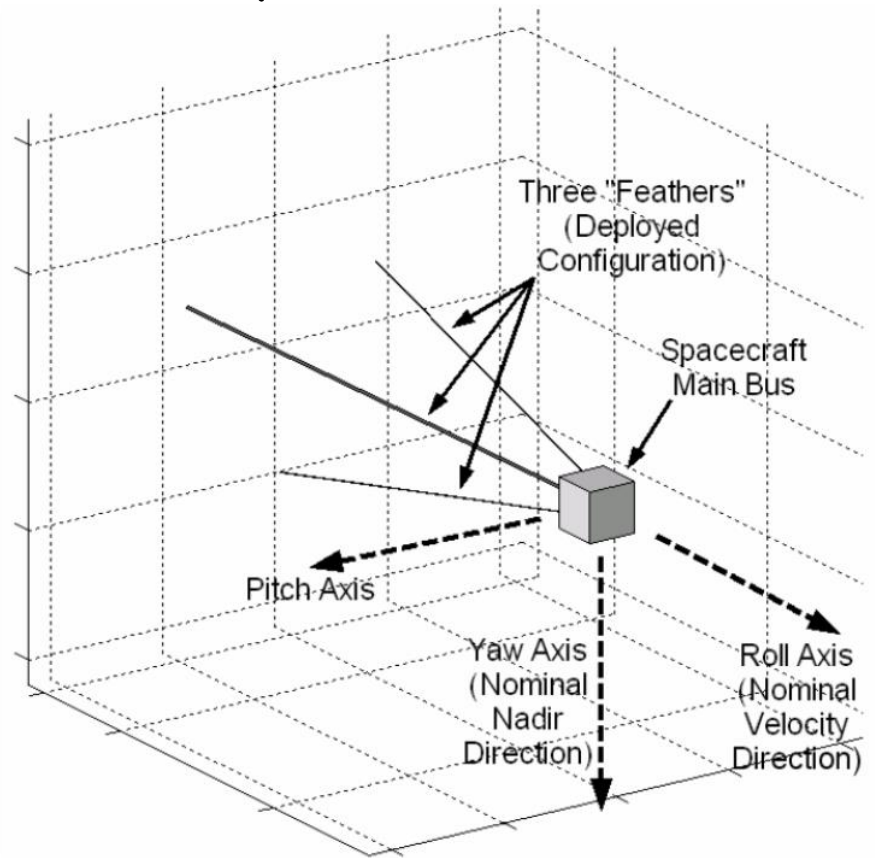 Three "Feathers"
(Deployed
Configuration)
Spacecraft
Main Bus
Pitch Axis
Yaw Axis
(Nominal
Nadir
Direction)
Roll Axis
(Nominal
Velocity
Direction)